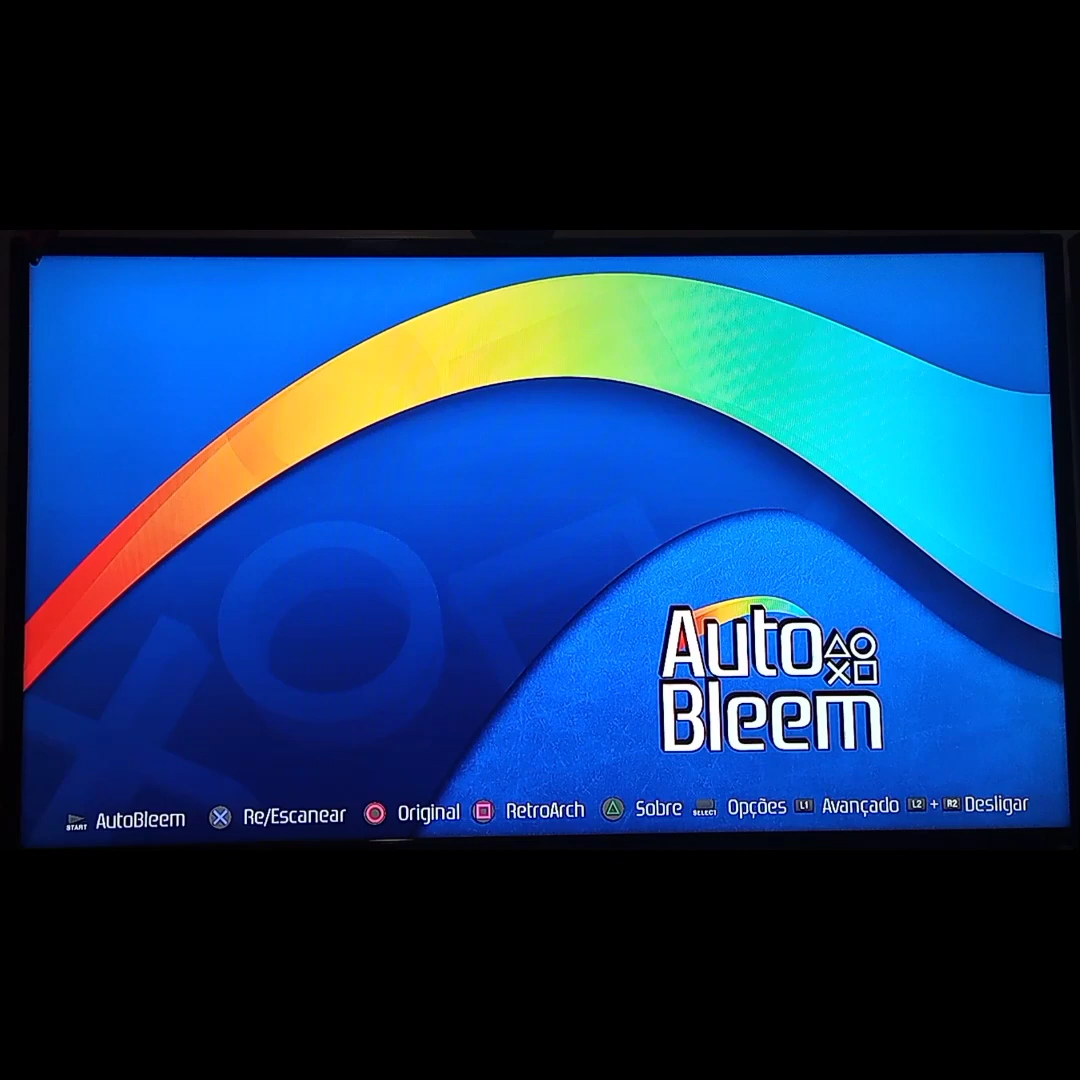 Auto
Bleem
START AutoBleem Re/Escanear Original RetroArch Sobre SELECT Opções L1 Avançado L2 + R2 Desligar